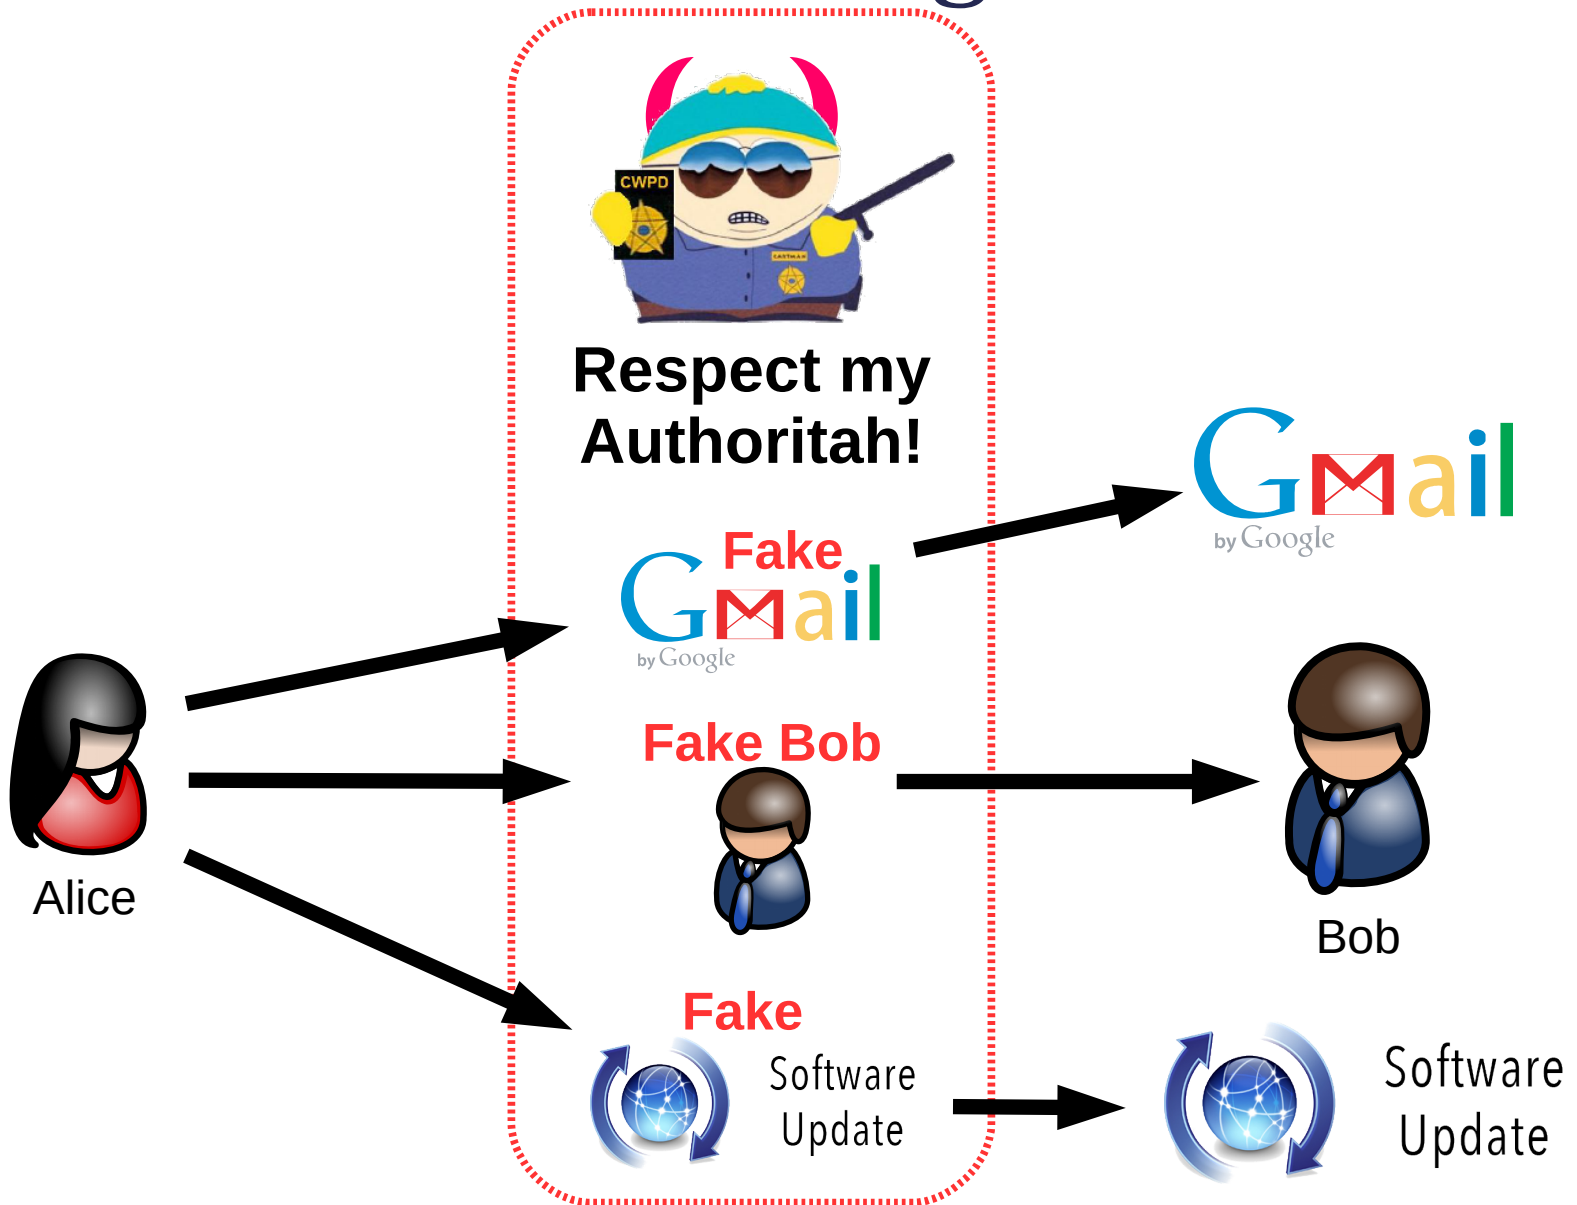 CWPD
CARTMAN
Respect my
Authoritah!
Gmail
by Google
Fake
Gmail
by Google
Fake Bob
Alice
Bob
Fake
Software
Update
Software
Update